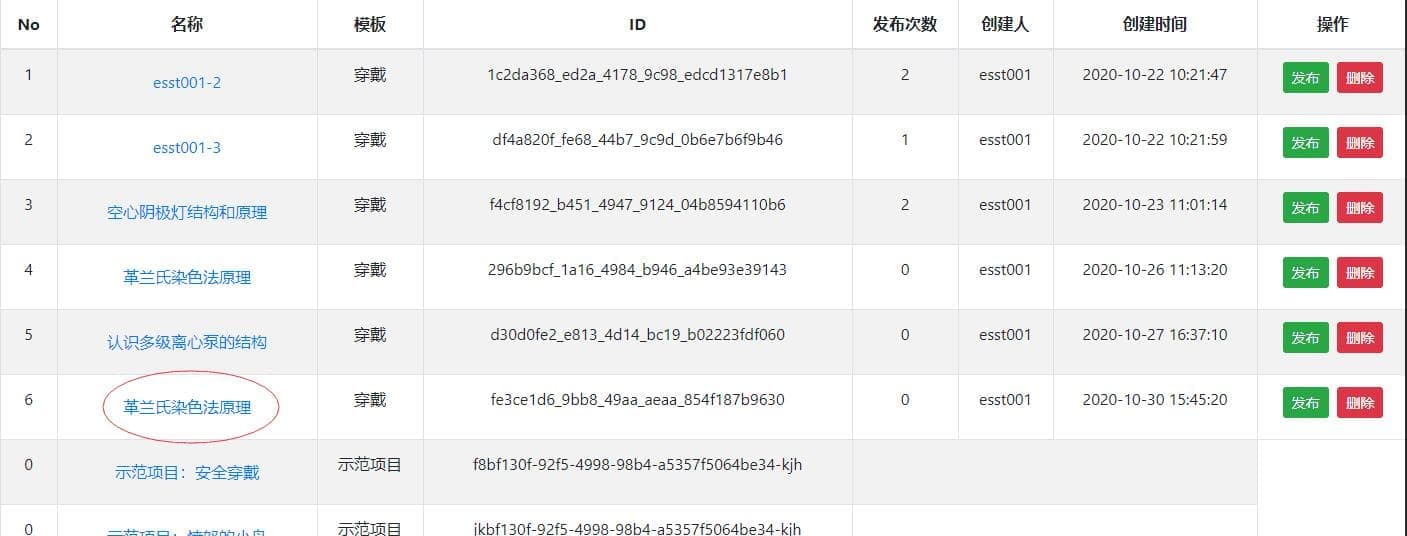 No 名称 模板 ID 发布次数 创建人 创建时间 操作
1 esst001-2 穿戴 1c2da368_ed2a_4178_9c98_edcd1317e8b1 2 esst001 2020-10-22 10:21:47 发布 删除
2 esst001-3 穿戴 df4a820f_fe68_44b7_9c9d_0b6e7b6f9b46 1 esst001 2020-10-22 10:21:59 发布 删除
3 空心阴极灯结构和原理 穿戴 f4cf8192_b451_4947_9124_04b8594110b6 2 esst001 2020-10-23 11:01:14 发布 删除
4 革兰氏染色法原理 穿戴 296b9bcf_1a16_4984_b946_a4be93e39143 0 esst001 2020-10-26 11:13:20 发布 删除
5 认识多级离心泵的结构 穿戴 d30d0fe2_e813_4d14_bc19_b02223fdf060 0 esst001 2020-10-27 16:37:10 发布 删除
6 革兰氏染色法原理 穿戴 fe3ce1d6_9bb8_49aa_aeaa_854f187b9630 0 esst001 2020-10-30 15:45:20 发布 删除
0 示范项目：安全穿戴 示范项目 f8bf130f-92f5-4998-98b4-a5357f5064be34-kjh
0 示范项目：愤怒的小鸟 示范项目 jkbf130f-92f5-4998-98b4-a5357f5064be34-kjh